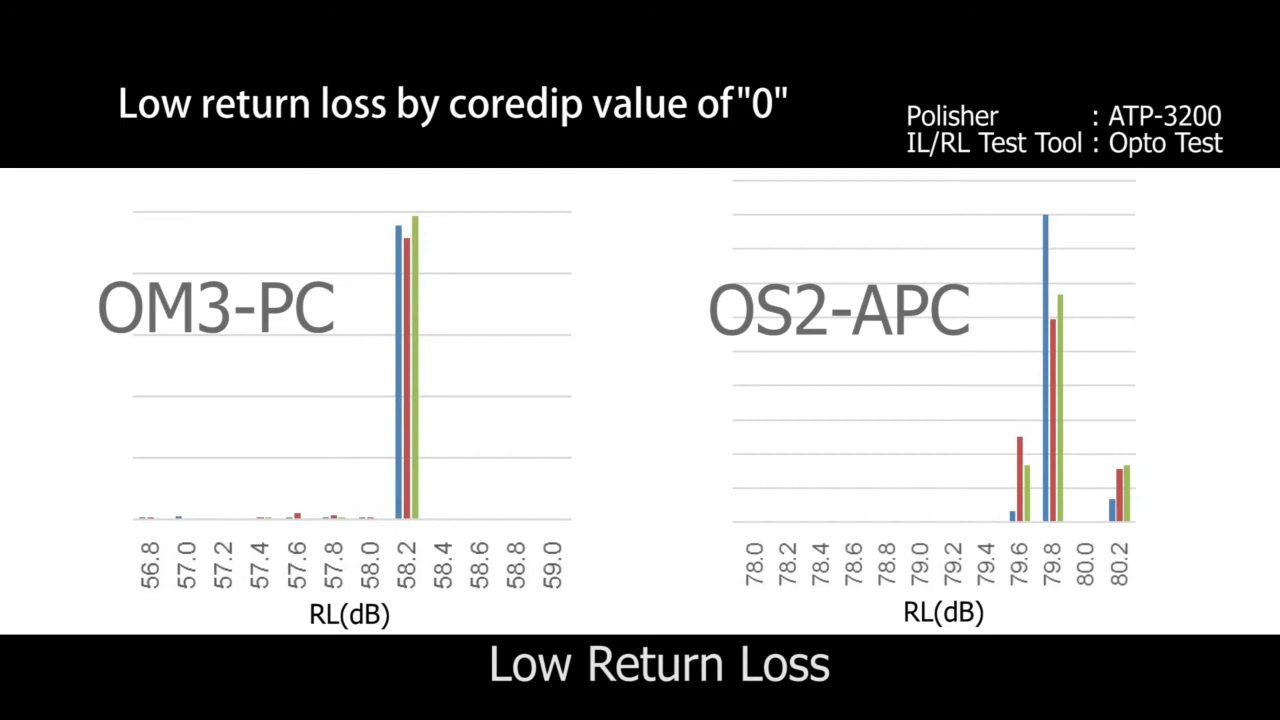 Low return loss by coredip value of "0"
Polisher : ATP-3200
IL/RL Test Tool : Opto Test
OM3-PC
56.8 57.0 57.2 57.4 57.6 57.8 58.0 58.2 58.4 58.6 58.8 59.0
RL(dB)
OS2-APC
78.0 78.2 78.4 78.6 78.8 79.0 79.2 79.4 79.6 79.8 80.0 80.2
RL(dB)
Low Return Loss